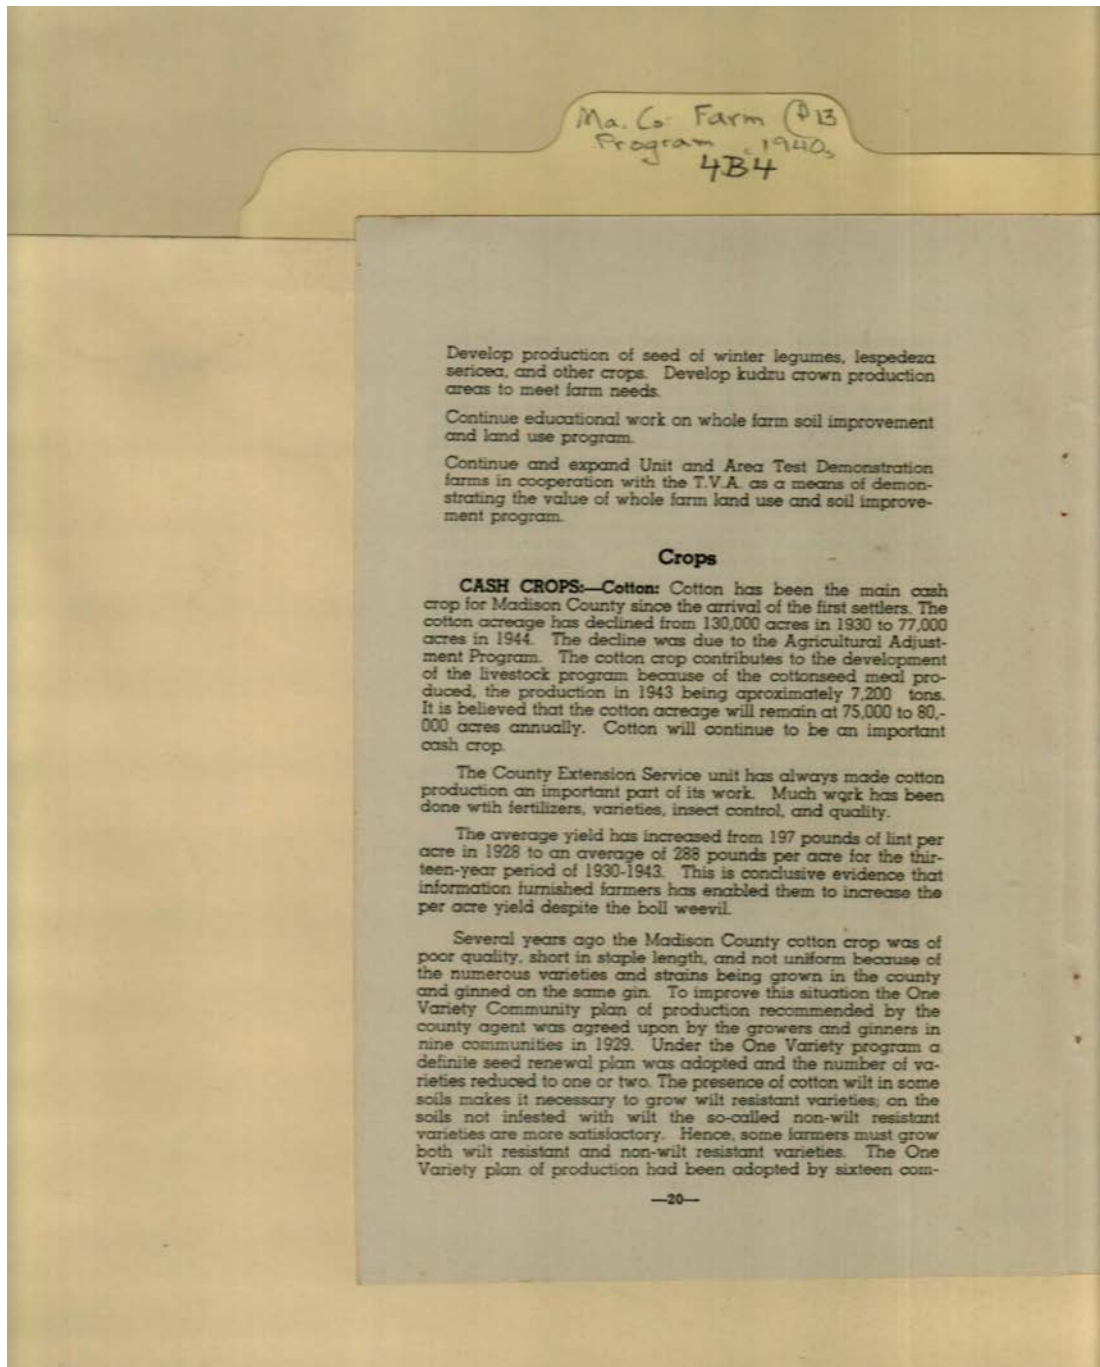 Ma. Co. Farm P 13
Program c. 1940s
4B4
Develop production of seed of winter legumes, lespedeza
sericea, and other crops. Develop kudzu crown production
areas to meet farm needs.
Continue educational work on whole farm soil improvement
and land use program.
Continue and expand Unit and Area Test Demonstration
farms in cooperation with the T.V.A. as a means of demon-
strating the value of whole farm land use and soil improve-
ment program.
Crops
CASH CROPS:—Cotton: Cotton has been the main cash
crop for Madison County since the arrival of the first settlers. The
cotton acreage has declined from 130,000 acres in 1930 to 77,000
acres in 1944. The decline was due to the Agricultural Adjust-
ment Program. The cotton crop contributes to the development
of the livestock program because of the cottonseed meal pro-
duced, the production in 1943 being aproximately 7,200 tons.
It is believed that the cotton acreage will remain at 75,000 to 80,-
000 acres annually. Cotton will continue to be an important
cash crop.
The County Extension Service unit has always made cotton
production an important part of its work. Much work has been
done wtih fertilizers, varieties, insect control, and quality.
The average yield has increased from 197 pounds of lint per
acre in 1928 to an average of 288 pounds per acre for the thir-
teen-year period of 1930-1943. This is conclusive evidence that
information furnished farmers has enabled them to increase the
per acre yield despite the boll weevil.
Several years ago the Madison County cotton crop was of
poor quality, short in staple length, and not uniform because of
the numerous varieties and strains being grown in the county
and ginned on the same gin. To improve this situation the One
Variety Community plan of production recommended by the
county agent was agreed upon by the growers and ginners in
nine communities in 1929. Under the One Variety program a
definite seed renewal plan was adopted and the number of va-
rieties reduced to one or two. The presence of cotton wilt in some
soils makes it necessary to grow wilt resistant varieties; on the
soils not infested with wilt the so-called non-wilt resistant
varieties are more satisfactory. Hence, some farmers must grow
both wilt resistant and non-wilt resistant varieties. The One
Variety plan of production had been adopted by sixteen com-
—20—